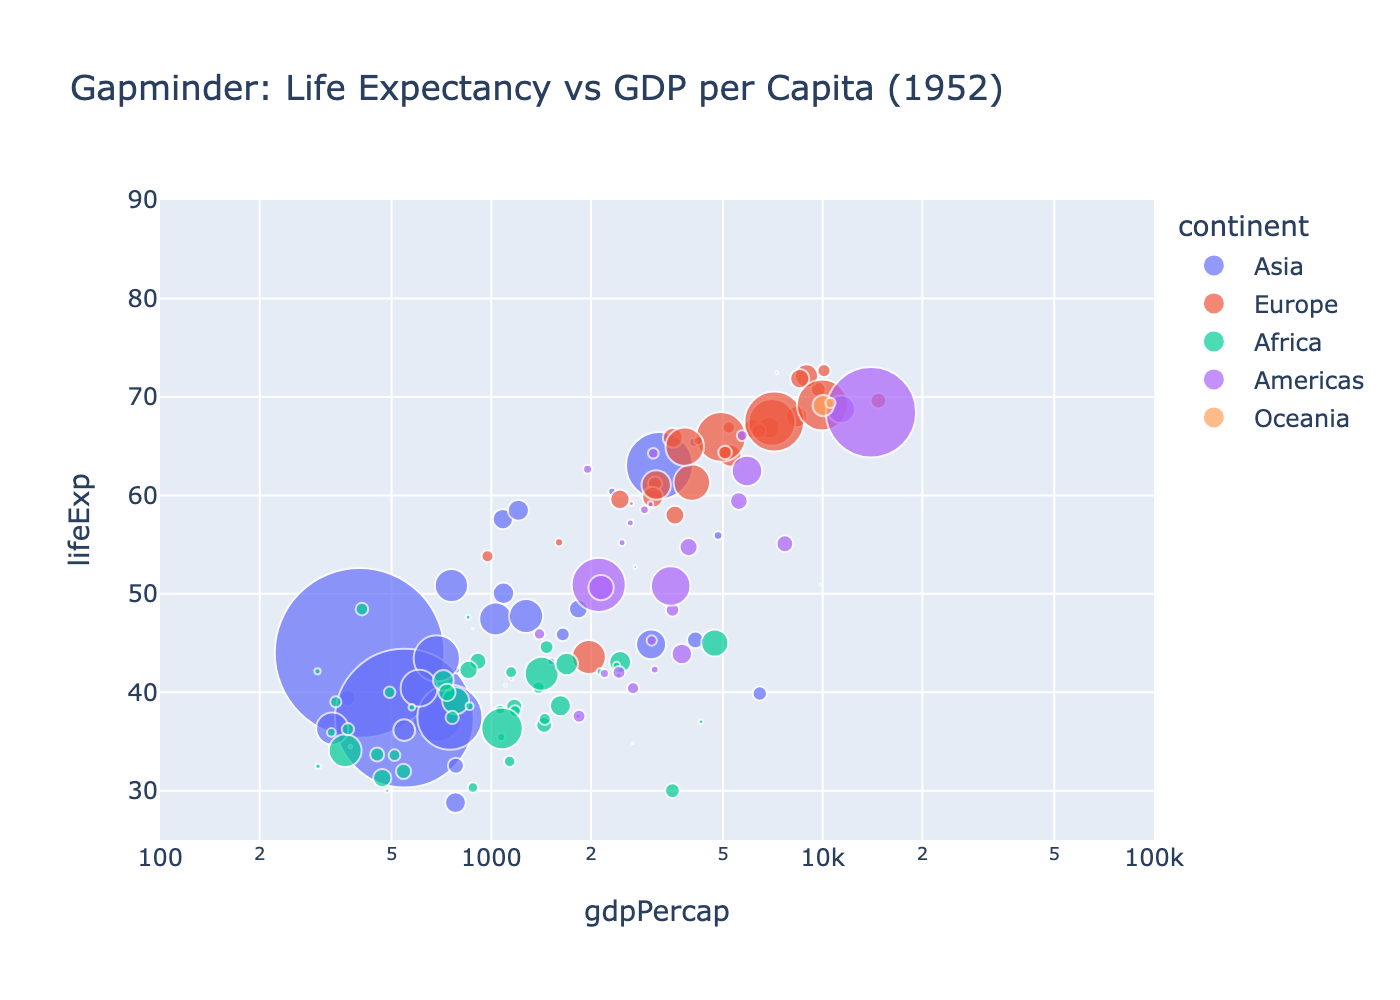 Gapminder: Life Expectancy vs GDP per Capita (1952)
continent
Asia
Europe
Africa
Americas
Oceania
lifeExp
90
80
70
60
50
40
30
100 2 5 1000 2 5 10k 2 5 100k
gdpPercap